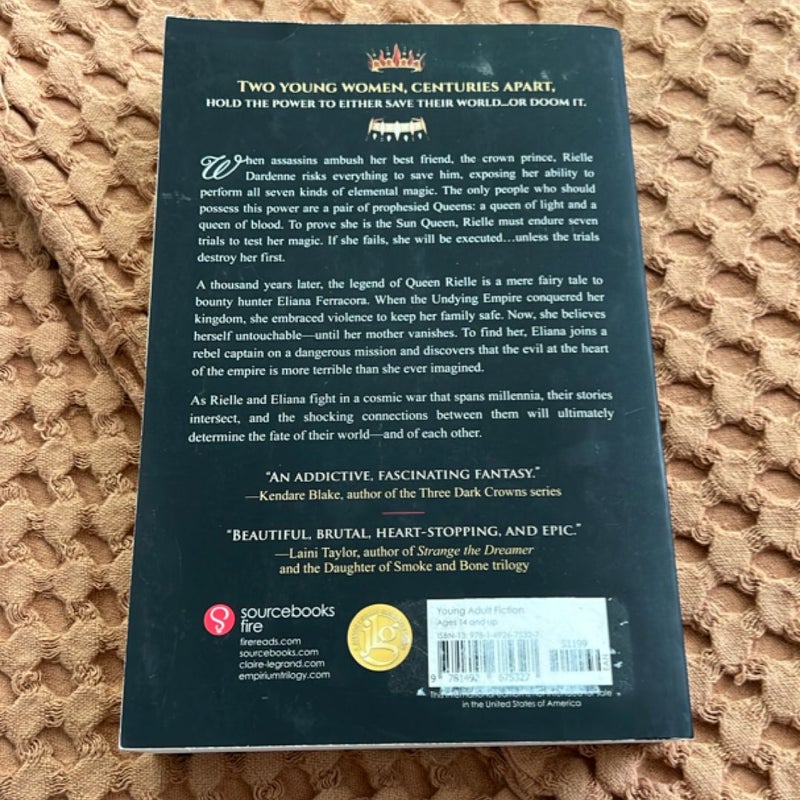 TWO YOUNG WOMEN, CENTURIES APART,
HOLD THE POWER TO EITHER SAVE THEIR WORLD...OR DOOM IT.
When assassins ambush her best friend, the crown prince, Rielle
Dardenne risks everything to save him, exposing her ability to
perform all seven kinds of elemental magic. The only people who should
possess this power are a pair of prophesied Queens: a queen of light and a
queen of blood. To prove she is the Sun Queen, Rielle must endure seven
trials to test her magic. If she fails, she will be executed...unless the trials
destroy her first.
A thousand years later, the legend of Queen Rielle is a mere fairy tale to
bounty hunter Eliana Ferracora. When the Undying Empire conquered her
kingdom, she embraced violence to keep her family safe. Now, she believes
herself untouchable—until her mother vanishes. To find her, Eliana joins a
rebel captain on a dangerous mission and discovers that the evil at the heart
of the empire is more terrible than she ever imagined.
As Rielle and Eliana fight in a cosmic war that spans millennia, their stories
intersect, and the shocking connections between them will ultimately
determine the fate of their world—and of each other.
"AN ADDICTIVE, FASCINATING FANTASY."
—Kendare Blake, author of the Three Dark Crowns series
"BEAUTIFUL, BRUTAL, HEART-STOPPING, AND EPIC."
—Laini Taylor, author of Strange the Dreamer
and the Daughter of Smoke and Bone trilogy
sourcebooks
fire
firereads.com
sourcebooks.com
claire-legrand.com
empiriumtrilogy.com
Young Adult Fiction
Ages 14 and up
ISBN-13: 978-1-4926-7532-7
$11.99
9 781492 675327
sale
in the United States of America